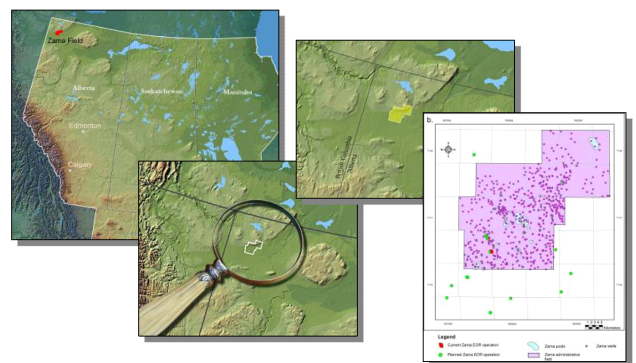 Zama Field
Alberta
Saskatchewan
Manitoba
Edmonton
Calgary
British Columbia
Alberta
b.
Kilometers
Legend
Current Zama EOR operation
Zama pools
Zama wells
Planned Zama EOR operation
Zama administrative
field